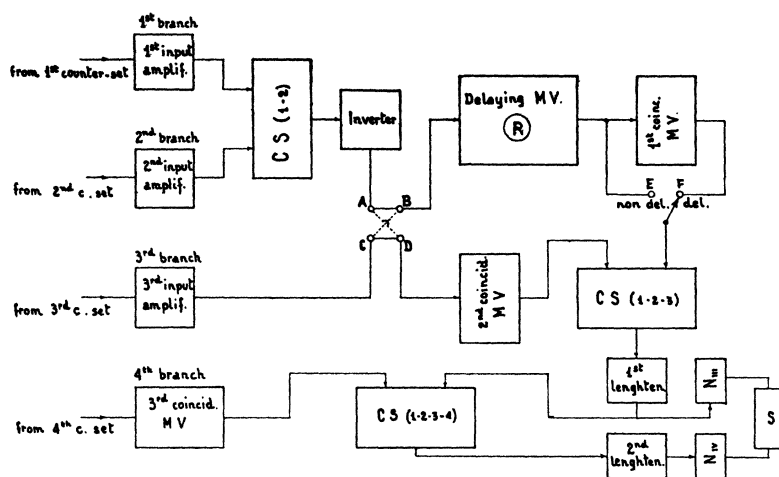 1st branch
1st input
amplif.
from 1st counter-set
2nd branch
2nd input
amplif.
from 2nd c. set
CS (1-2)
Inverter
Delaying MV.
R
1st coinc.
MV.
E
F
non del.
del.
A
B
C
D
3rd branch
3rd input
amplif.
from 3rd c. set
2nd coincid.
MV
CS (1-2-3)
4th branch
3rd coincid.
MV
from 4th c. set
CS (1-2-3-4)
1st
lenghten.
NIII
2nd
lenghten.
NIV
S